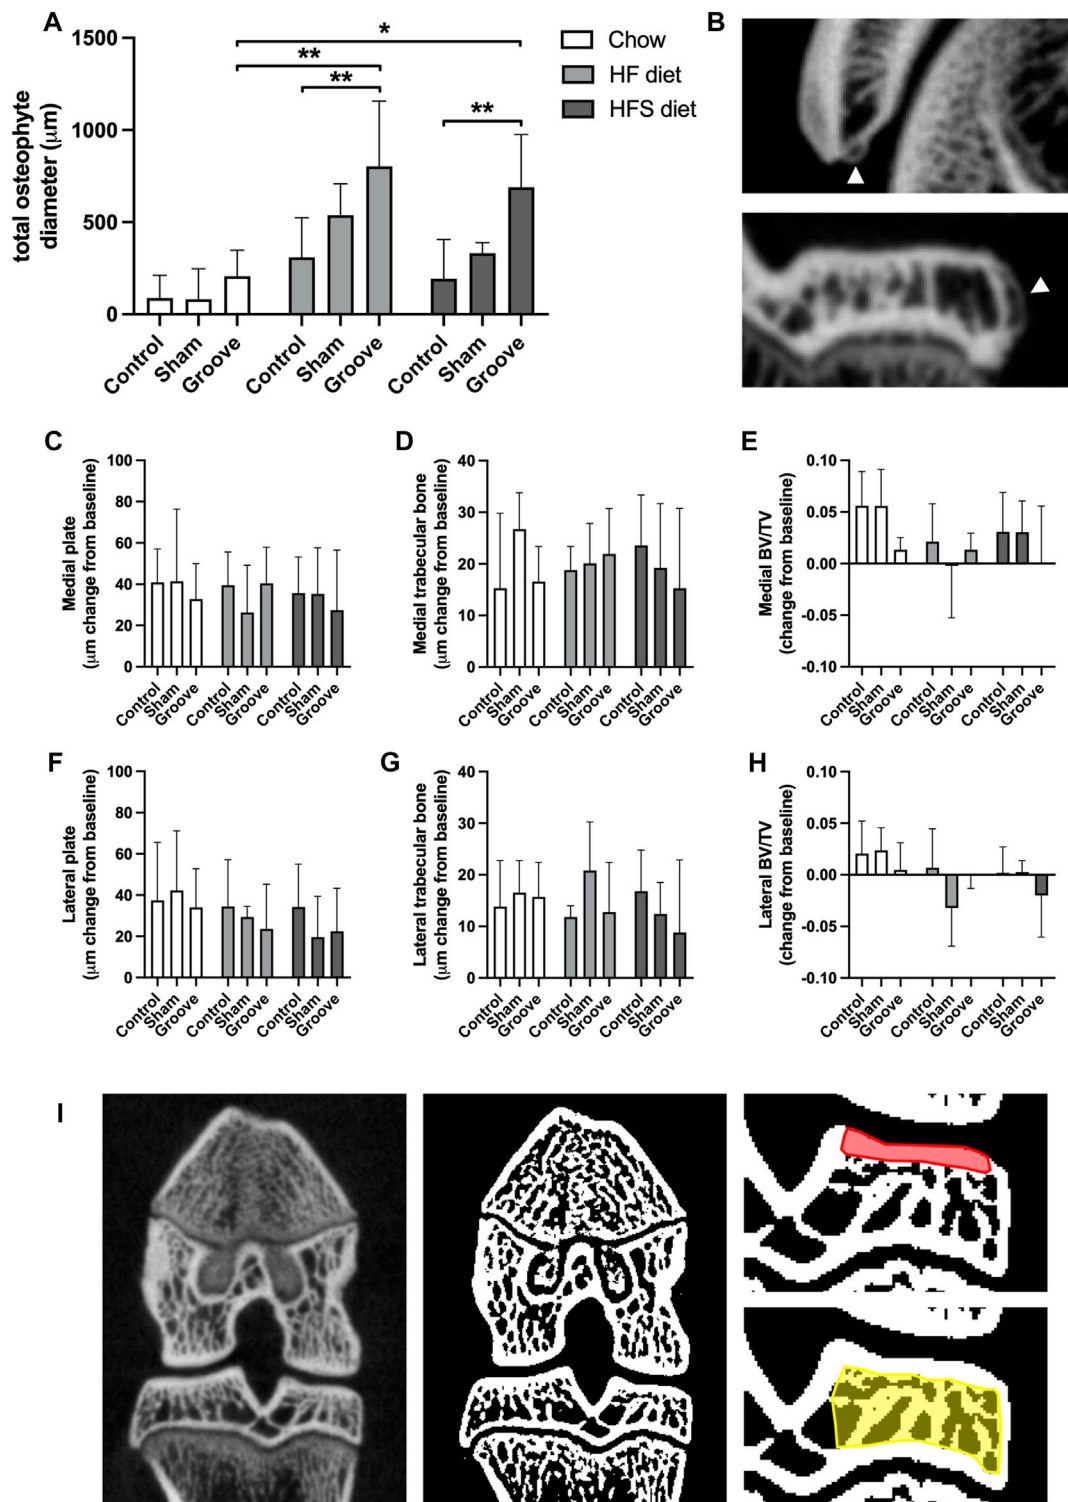 A
1500
1000
500
0
total osteophyte
diameter (μm)
*
**
**
**
Control
Sham
Groove
Control
Sham
Groove
Control
Sham
Groove
Chow
HF diet
HFS diet
B
C
100
80
60
40
20
0
Medial plate
(μm change from baseline)
Control
Sham
Groove
Control
Sham
Groove
Control
Sham
Groove
D
40
30
20
10
0
Medial trabecular bone
(μm change from baseline)
Control
Sham
Groove
Control
Sham
Groove
Control
Sham
Groove
E
0.10
0.05
0.00
-0.05
-0.10
Medial BV/TV
(change from baseline)
Control
Sham
Groove
Control
Sham
Groove
Control
Sham
Groove
F
100
80
60
40
20
0
Lateral plate
(μm change from baseline)
Control
Sham
Groove
Control
Sham
Groove
Control
Sham
Groove
G
40
30
20
10
0
Lateral trabecular bone
(μm change from baseline)
Control
Sham
Groove
Control
Sham
Groove
Control
Sham
Groove
H
0.10
0.05
0.00
-0.05
-0.10
Lateral BV/TV
(change from baseline)
Control
Sham
Groove
Control
Sham
Groove
Control
Sham
Groove
I